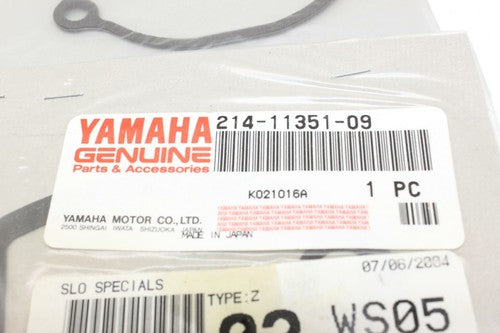 YAMAHA 214-11351-09
GENUINE
Parts & Accessories
K021016A 1 PC
YAMAHA MOTOR CO.,LTD.
2500 SHINGAI IWATA SHIZUOKA JAPAN
MADE IN JAPAN
07/06/2004
SLO SPECIALS
TYPE:Z
WS05